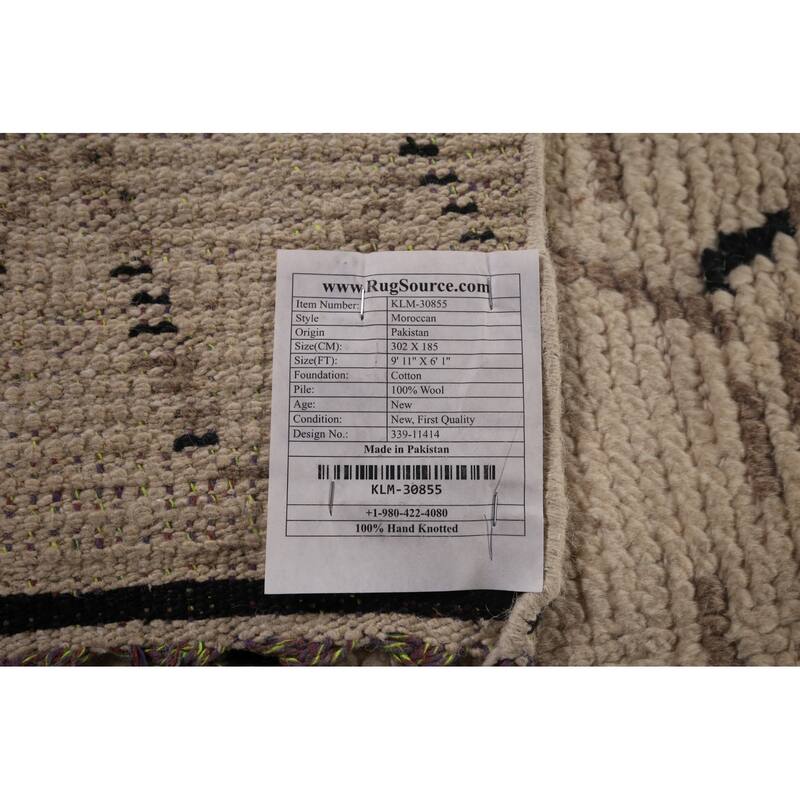 www.RugSource.com
Item Number: KLM-30855
Style Moroccan
Origin Pakistan
Size(CM): 302 X 185
Size(FT): 9' 11" X 6' 1"
Foundation: Cotton
Pile: 100% Wool
Age: New
Condition: New, First Quality
Design No.: 339-11414
Made in Pakistan
KLM-30855
+1-980-422-4080
100% Hand Knotted